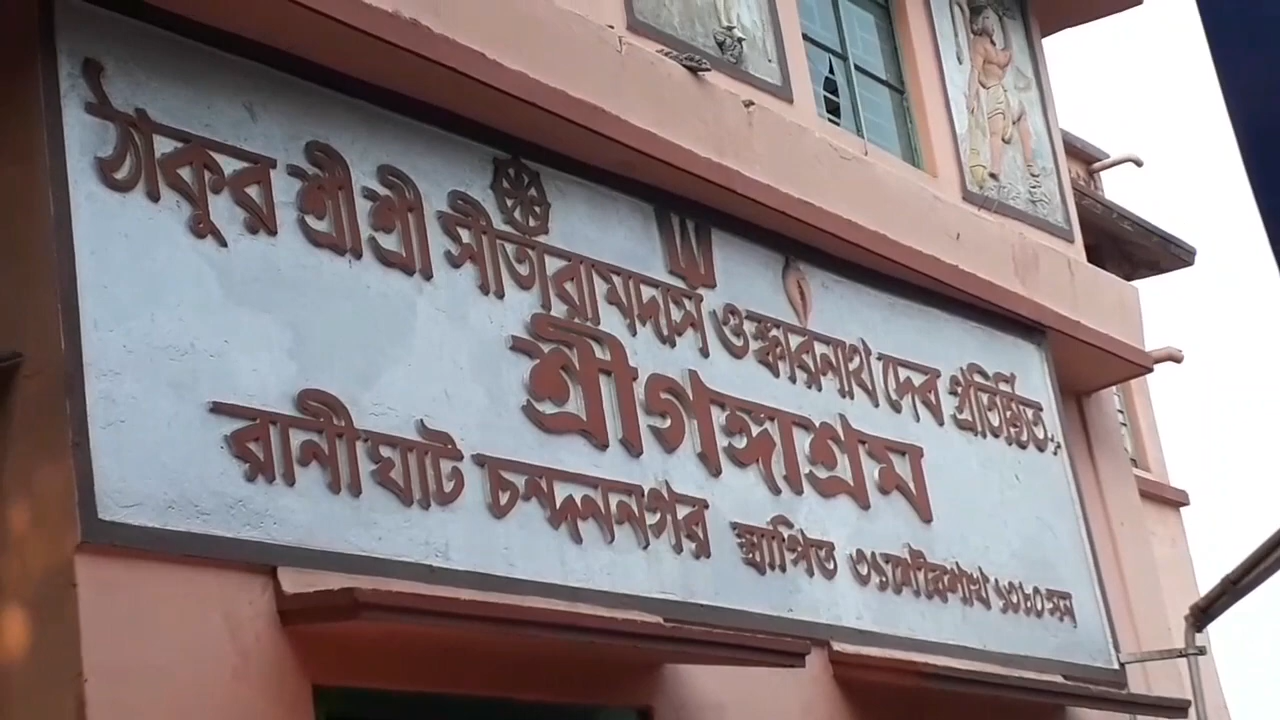 ঠাকুর শ্রী শ্রী সীতারামদাস ওঙ্কারনাথ দেব প্রতিষ্ঠিত
শ্রীগঙ্গাশ্রম
রানীঘাট চন্দননগর স্থাপিত ৩১শে বৈশাখ ১৩৮০ সন